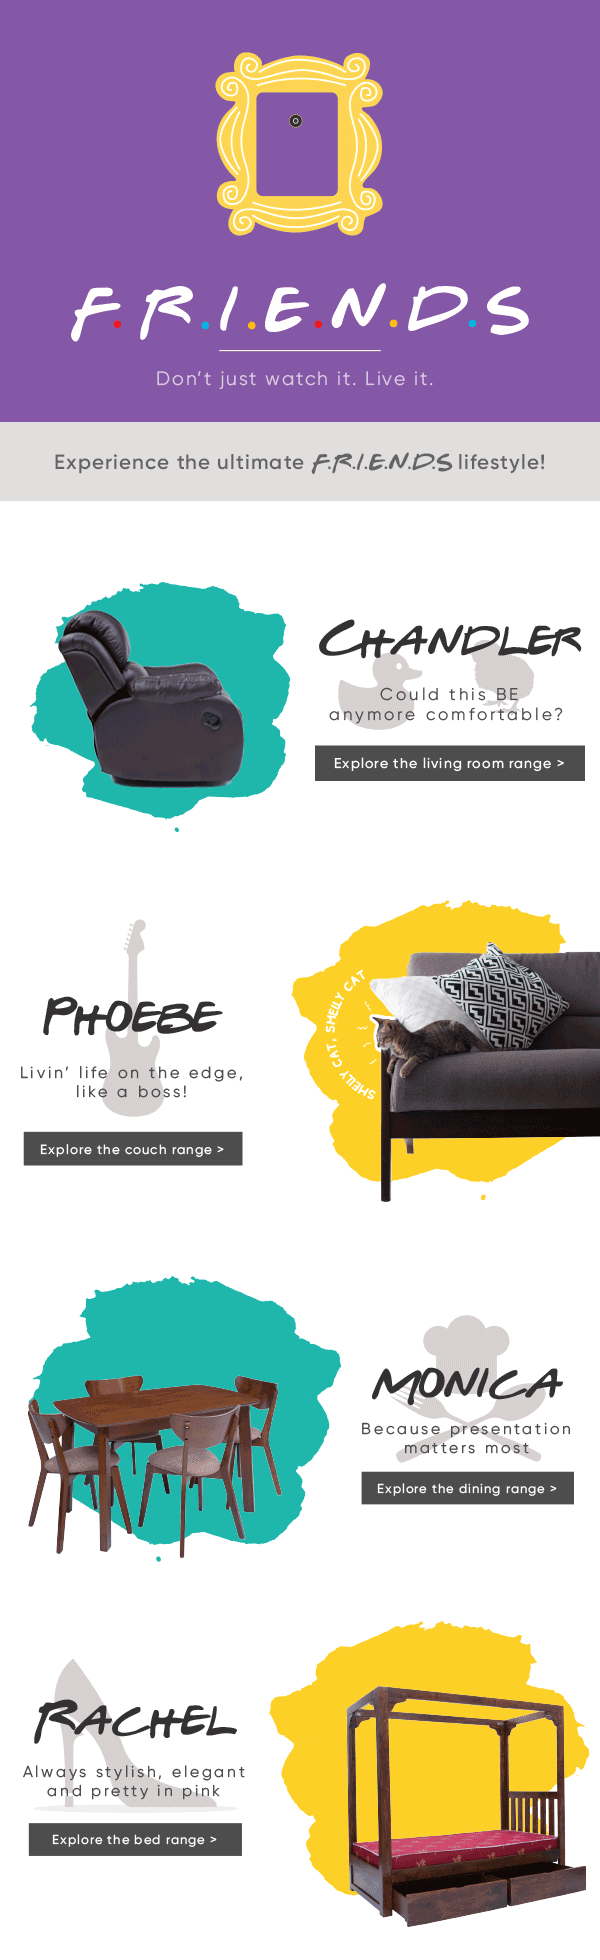 F.R.I.E.N.D.S
Don't just watch it. Live it.
Experience the ultimate F.R.I.E.N.D.S lifestyle!
CHANDLER
Could this BE
anymore comfortable?
Explore the living room range >
PHOEBE
Livin' life on the edge,
like a boss!
Explore the couch range >
SMELLY CAT, SMELLY CAT
MONICA
Because presentation
matters most
Explore the dining range >
RACHEL
Always stylish, elegant
and pretty in pink
Explore the bed range >